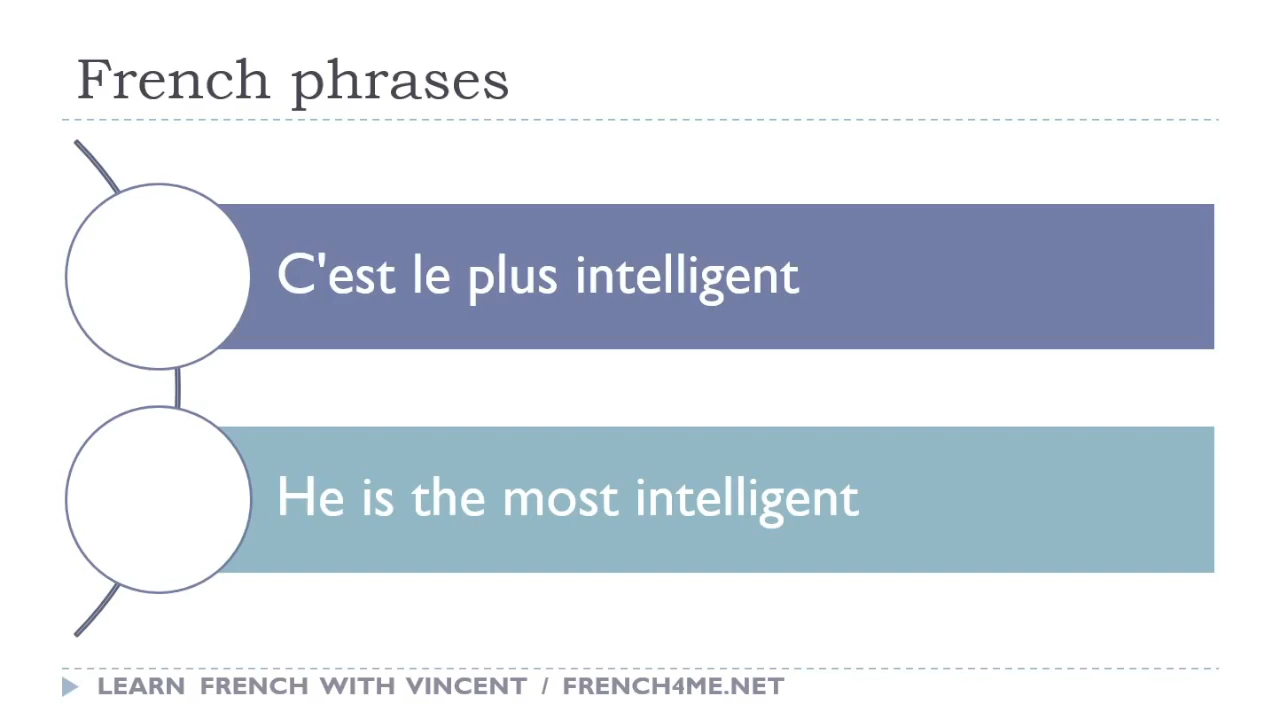 French phrases
C'est le plus intelligent
He is the most intelligent
LEARN FRENCH WITH VINCENT / FRENCH4ME.NET